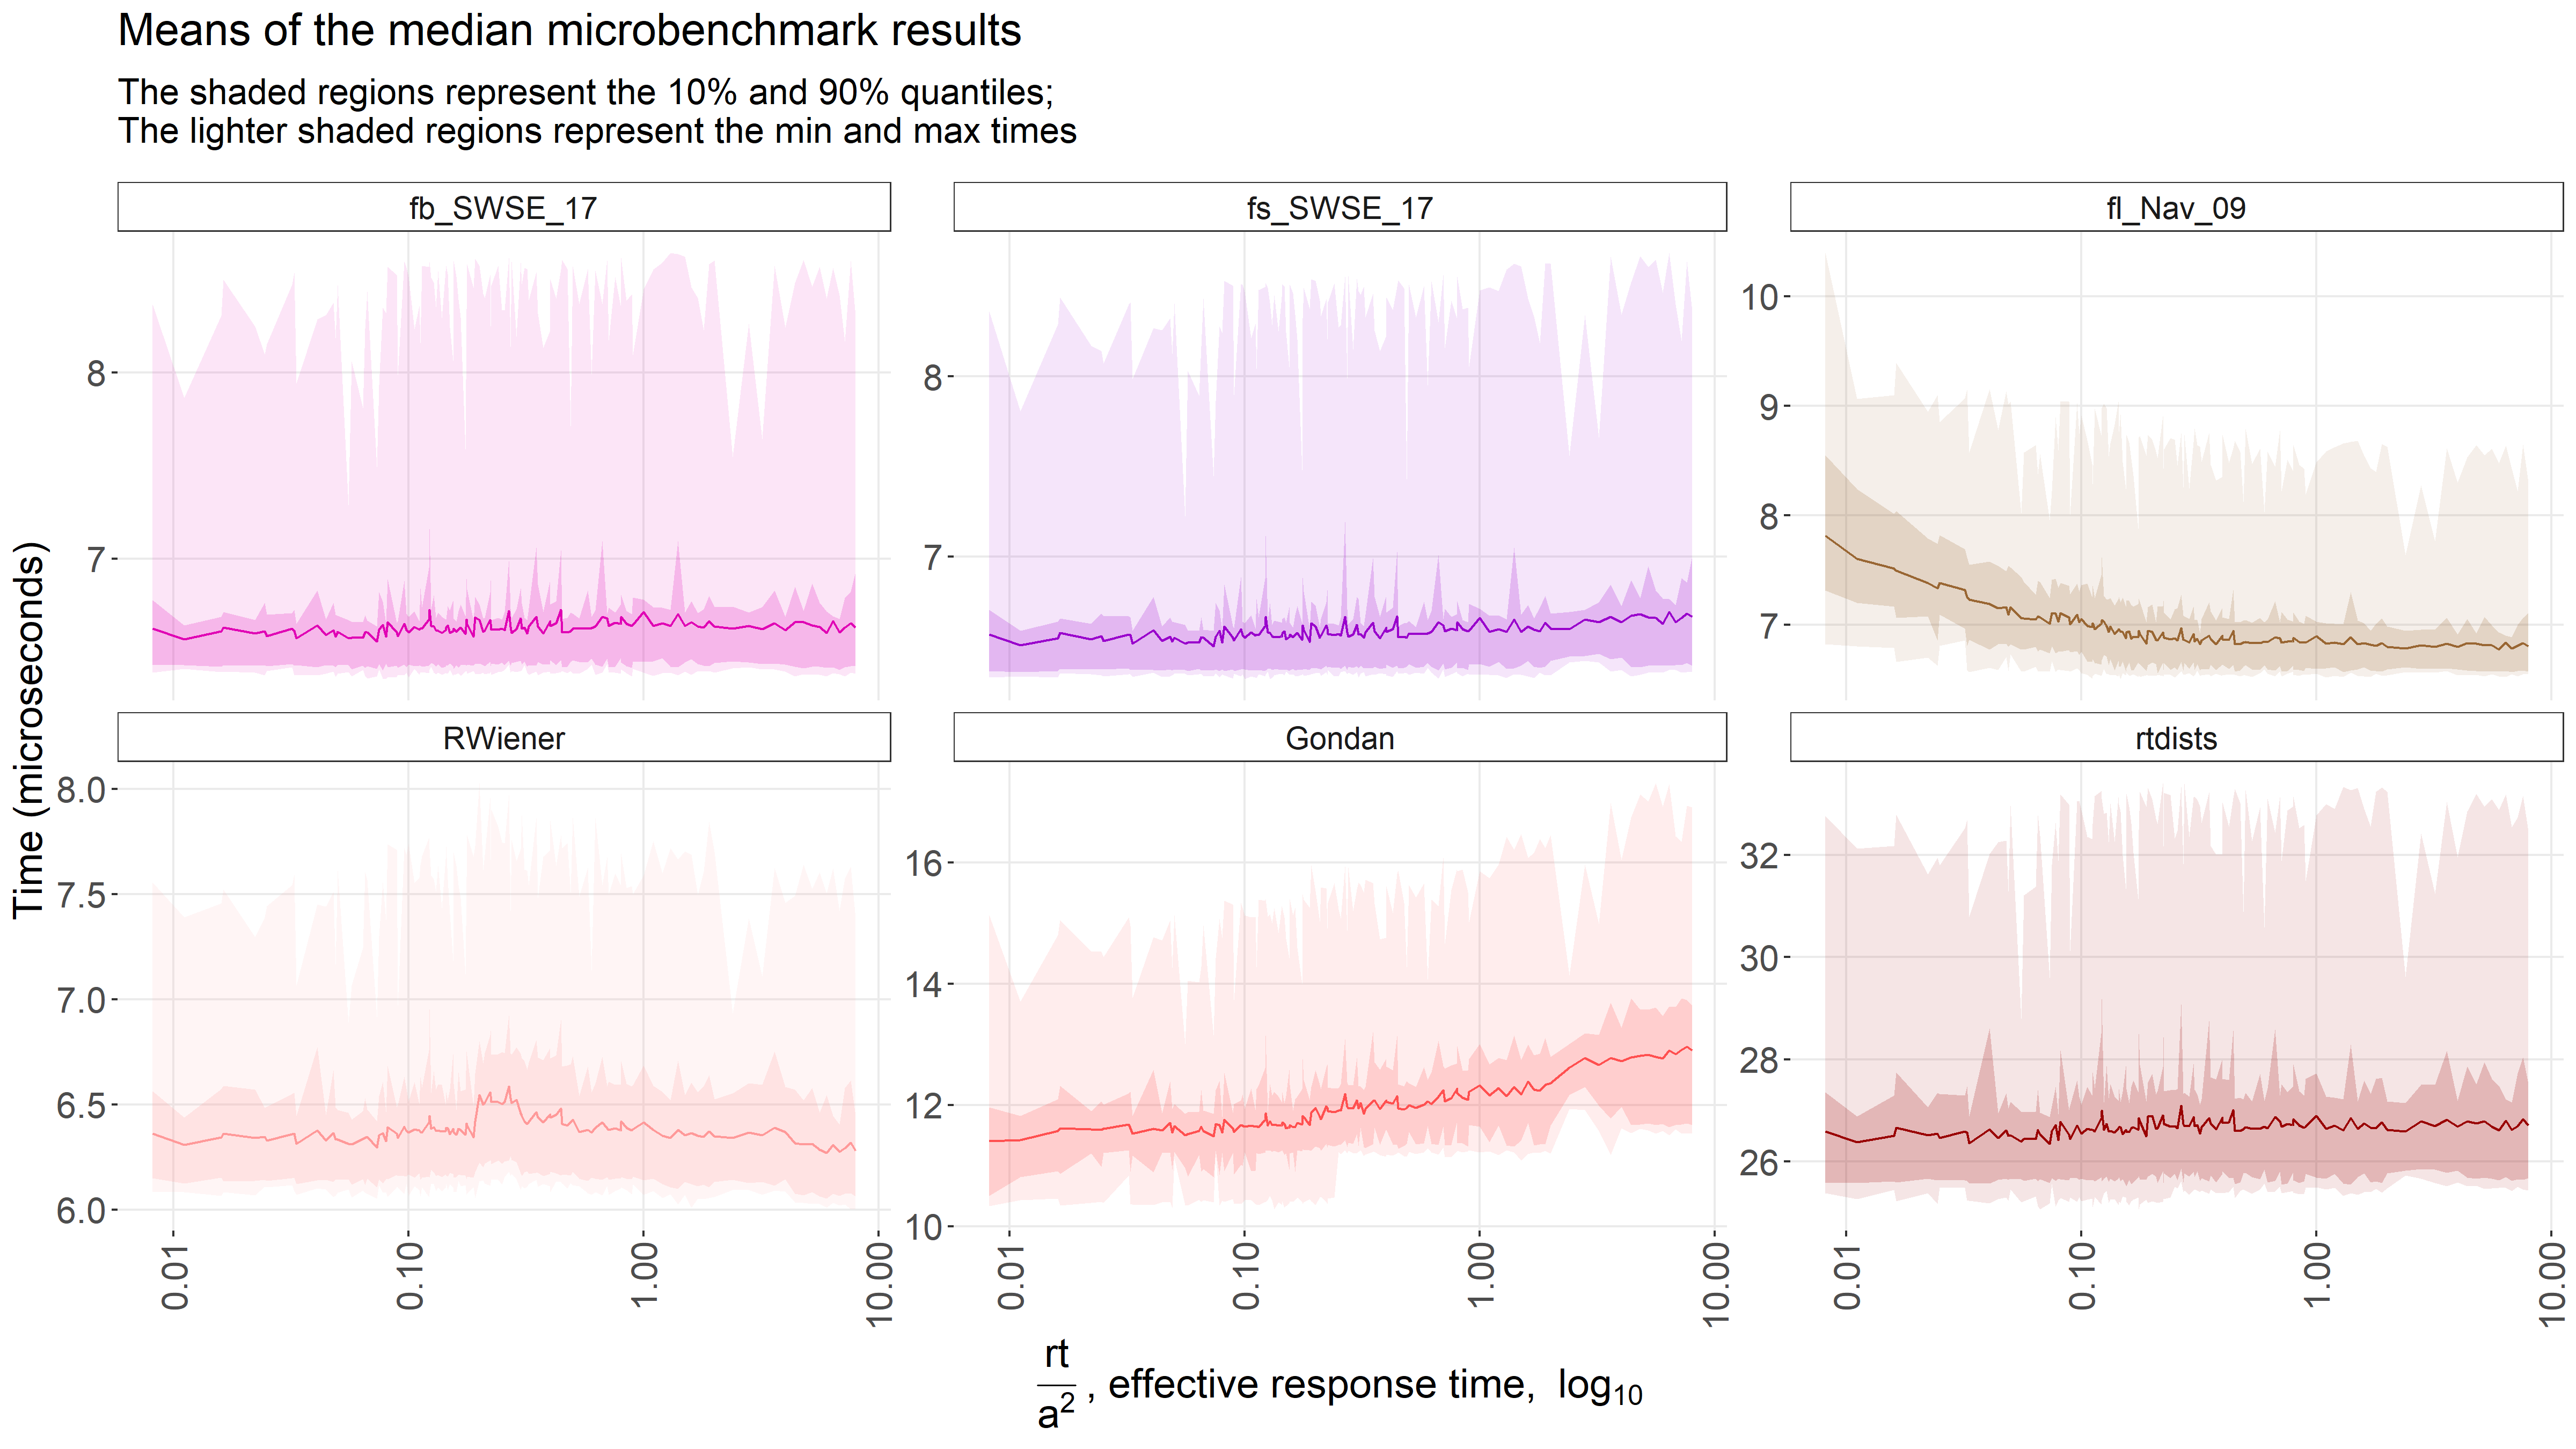 Means of the median microbenchmark results
The shaded regions represent the 10% and 90% quantiles;
The lighter shaded regions represent the min and max times
fb_SWSE_17
fs_SWSE_17
fl_Nav_09
8
7
8
7
10
9
8
7
Time (microseconds)
RWiener
Gondan
rtdists
8.0
7.5
7.0
6.5
6.0
16
14
12
10
32
30
28
26
0.01
0.10
1.00
10.00
0.01
0.10
1.00
10.00
0.01
0.10
1.00
10.00
rt
a², effective response time, log₁₀